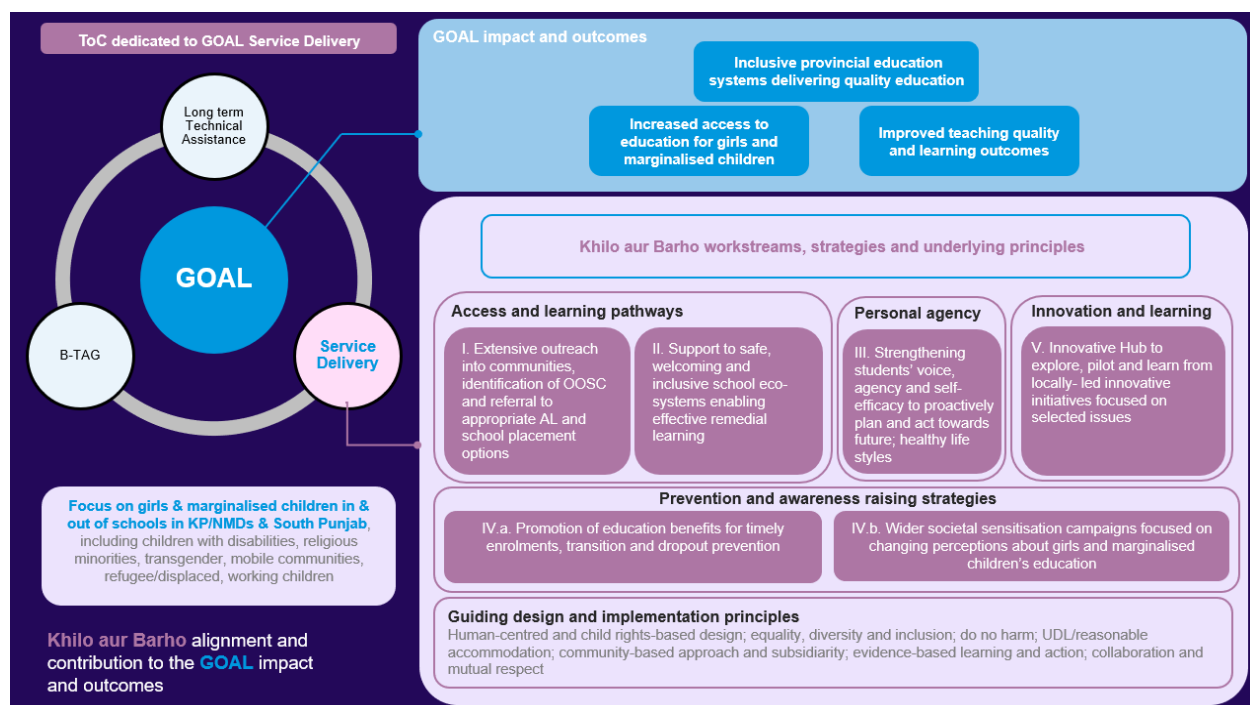 ToC dedicated to GOAL Service Delivery
Long term
Technical
Assistance
GOAL
B-TAG
Service
Delivery
Focus on girls & marginalised children in &
out of schools in KP/NMDs & South Punjab,
including children with disabilities, religious
minorities, transgender, mobile communities,
refugee/displaced, working children
Khilo aur Barho alignment and
contribution to the GOAL impact
and outcomes
GOAL impact and outcomes
Inclusive provincial education
systems delivering quality education
Increased access to
education for girls and
marginalised children
Improved teaching quality
and learning outcomes
Khilo aur Barho workstreams, strategies and underlying principles
Access and learning pathways
I. Extensive outreach
into communities,
identification of OOSC
and referral to
appropriate AL and
school placement
options
II. Support to safe,
welcoming and
inclusive school eco-
systems enabling
effective remedial
learning
Personal agency
III. Strengthening
students' voice,
agency and self-
efficacy to proactively
plan and act towards
future; healthy life
styles
Innovation and learning
V. Innovative Hub to
explore, pilot and learn from
locally- led innovative
initiatives focused on
selected issues
Prevention and awareness raising strategies
IV.a. Promotion of education benefits for timely
enrolments, transition and dropout prevention
IV.b. Wider societal sensitisation campaigns focused on
changing perceptions about girls and marginalised
children's education
Guiding design and implementation principles
Human-centred and child rights-based design; equality, diversity and inclusion; do no harm; UDL/reasonable
accommodation; community-based approach and subsidiarity; evidence-based learning and action; collaboration and
mutual respect